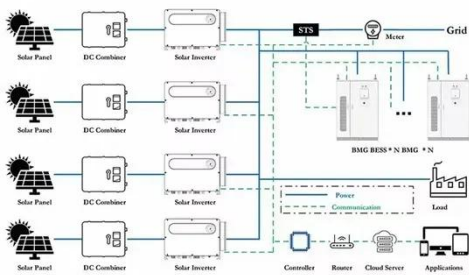 STS
Meter
Grid
Solar Panel
DC Combiner
Solar Inverter
Solar Panel
DC Combiner
Solar Inverter
BMG BESS * N BMG * N
Solar Panel
DC Combiner
Solar Inverter
Power
Communication
Load
Solar Panel
DC Combiner
Solar Inverter
Controller
Router
Cloud Server
Applications